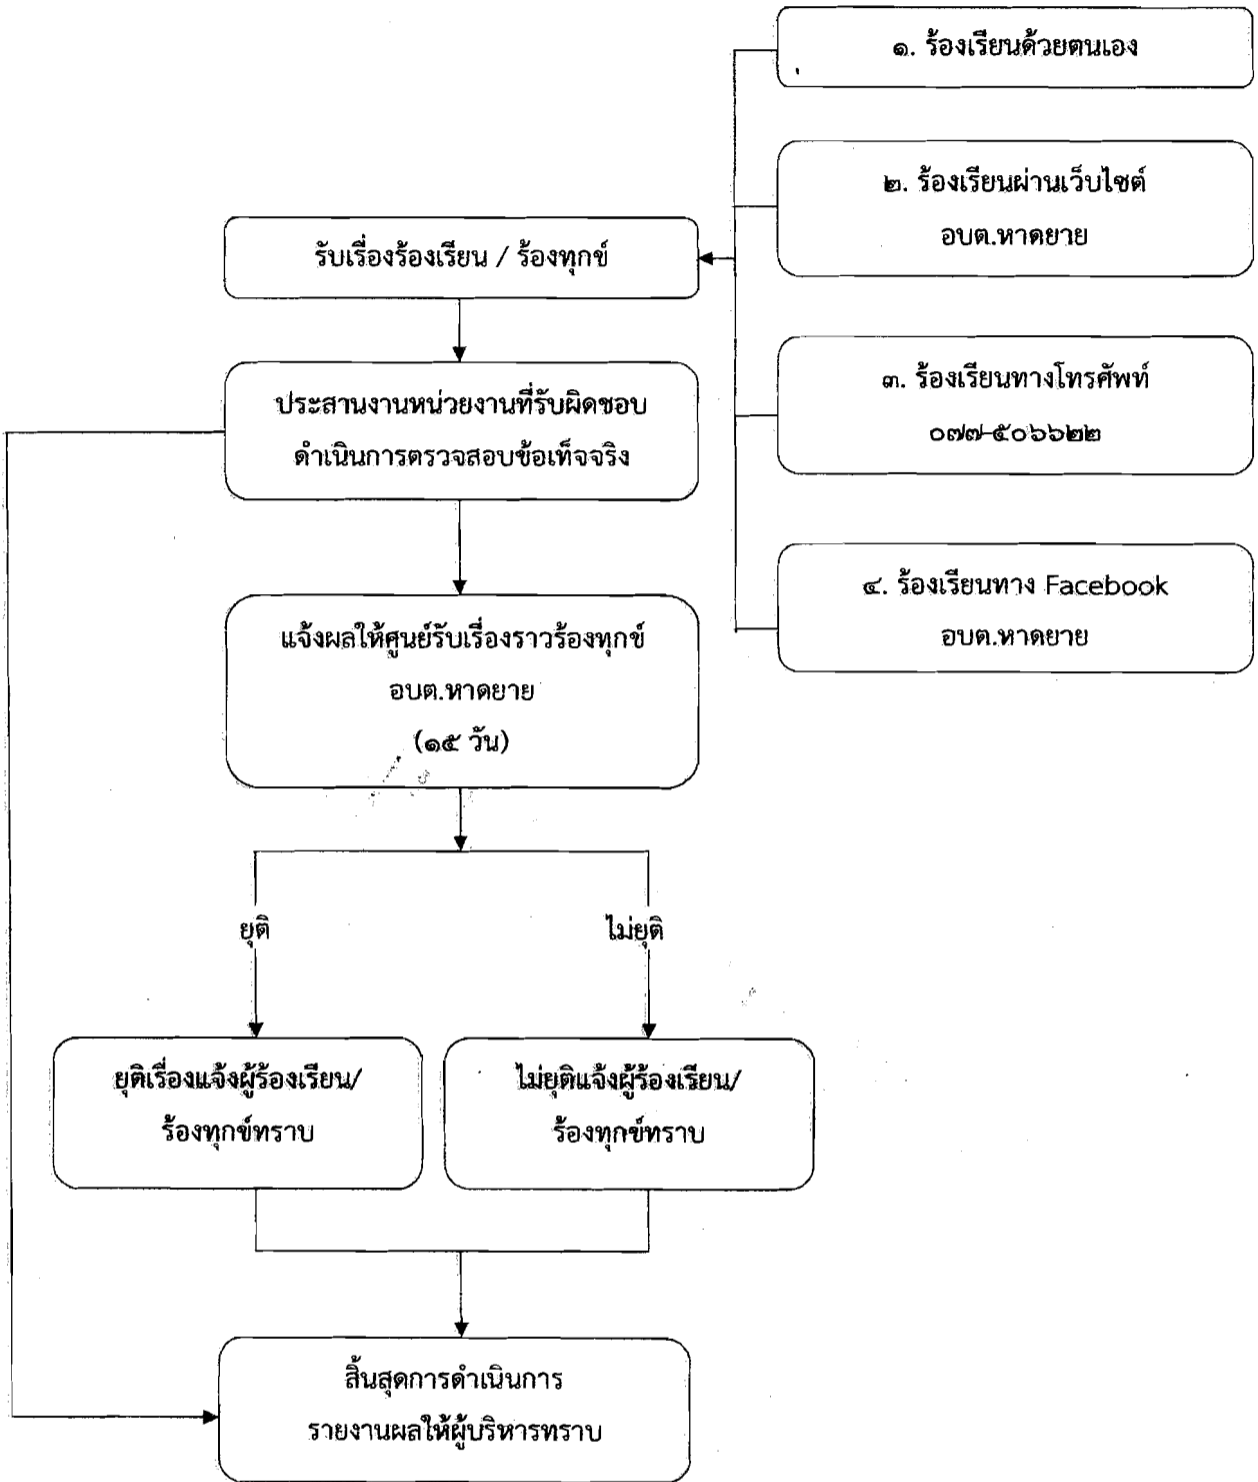 ๑. ร้องเรียนด้วยตนเอง
๒. ร้องเรียนผ่านเว็บไซต์
อบต.หาดยาย
๓. ร้องเรียนทางโทรศัพท์
๐๗๗-๕๐๖๖๒๒
๔. ร้องเรียนทาง Facebook
อบต.หาดยาย
รับเรื่องร้องเรียน / ร้องทุกข์
ประสานงานหน่วยงานที่รับผิดชอบ
ดำเนินการตรวจสอบข้อเท็จจริง
แจ้งผลให้ศูนย์รับเรื่องราวร้องทุกข์
อบต.หาดยาย
(๑๕ วัน)
ยุติ
ไม่ยุติ
ยุติเรื่องแจ้งผู้ร้องเรียน/
ร้องทุกข์ทราบ
ไม่ยุติแจ้งผู้ร้องเรียน/
ร้องทุกข์ทราบ
สิ้นสุดการดำเนินการ
รายงานผลให้ผู้บริหารทราบ